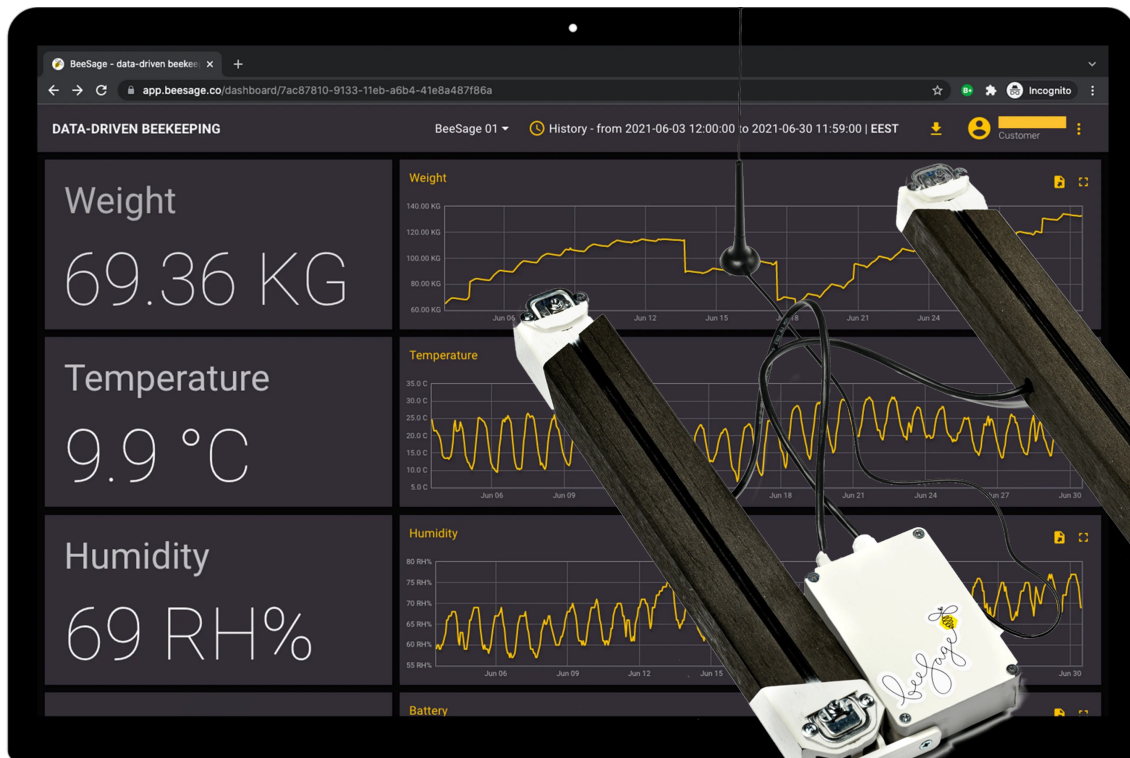 BeeSage - data-driven beekee
app.beesage.co/dashboard/7ac87810-9133-11eb-a6b4-41e8a487f86a
Incognito
DATA-DRIVEN BEEKEEPING
BeeSage 01
History - from 2021-06-03 12:00:00 to 2021-06-30 11:59:00 | EEST
Customer
Weight
69.36 KG
Weight
140.00 KG
120.00 KG
100.00 KG
80.00 KG
60.00 KG
Jun 06
Jun 12
Jun 15
Jun 18
Jun 21
Jun 24
Temperature
9.9 °C
Temperature
35.0 C
30.0 C
25.0 C
20.0 C
15.0 C
10.0 C
5.0 C
Jun 06
Jun 09
Jun 18
Jun 21
Jun 24
Jun 27
Jun 30
Humidity
69 RH%
Humidity
80 RH%
75 RH%
70 RH%
65 RH%
60 RH%
55 RH%
Jun 06
Jun 09
Jun 12
Jun 15
Jun 30
Battery
beeSage